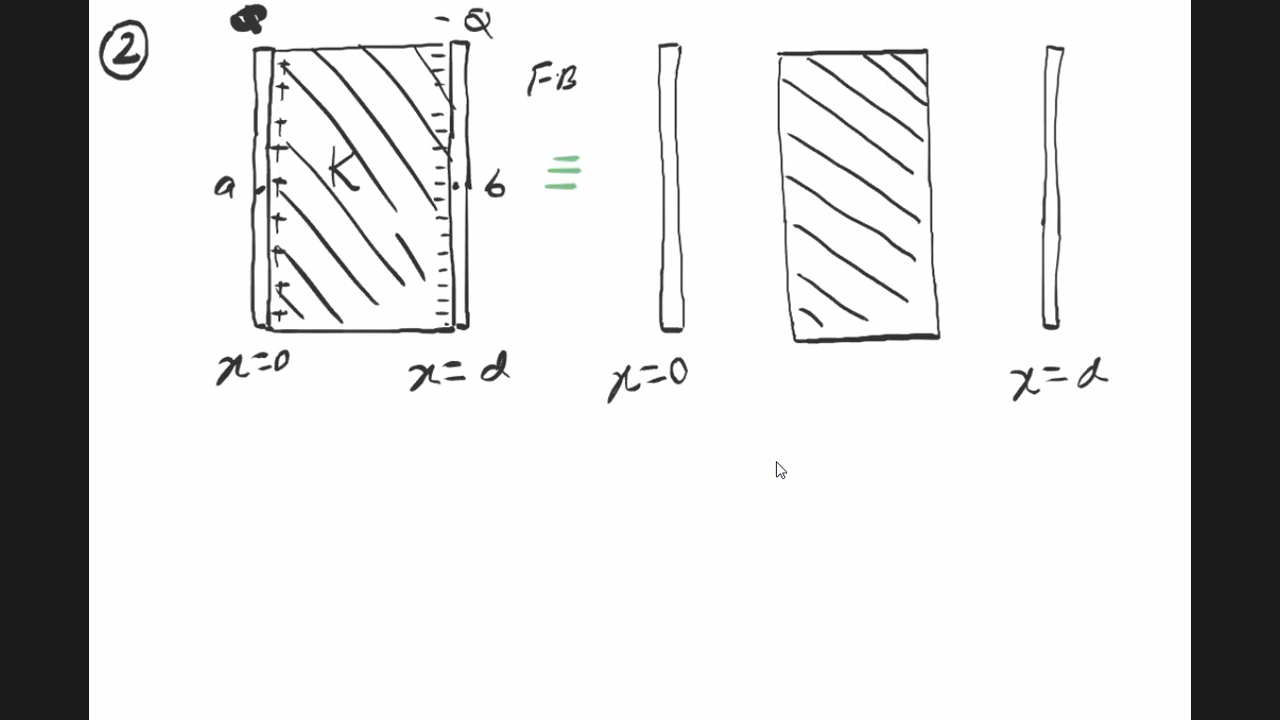 ②
- Q
F·B
a
K
b
≡
x=0
x= d
x=0
x= d